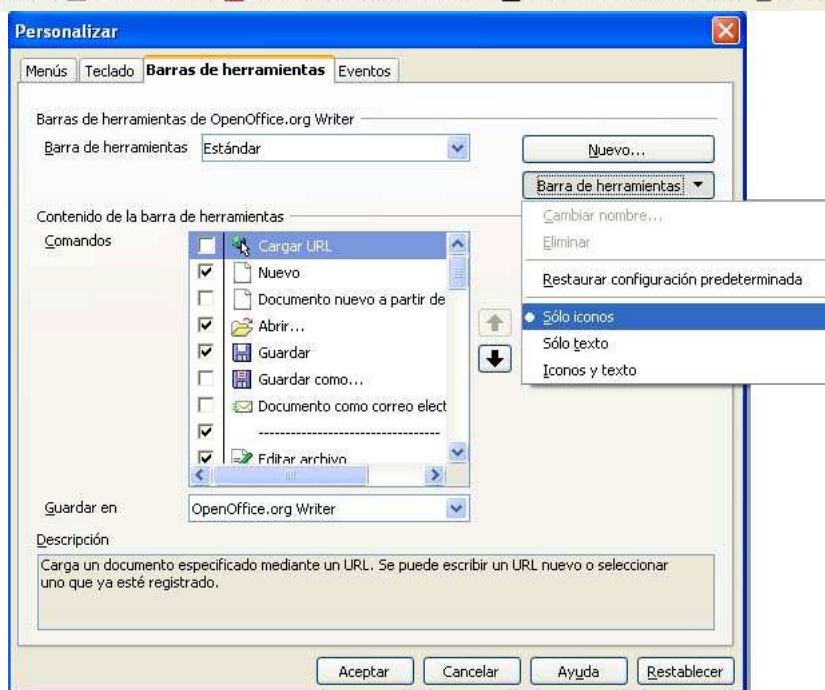 Personalizar
Menús Teclado Barras de herramientas Eventos
Barras de herramientas de OpenOffice.org Writer
Barra de herramientas Estándar Nuevo...
Barra de herramientas
Contenido de la barra de herramientas
Comandos
Cargar URL
Nuevo
Documento nuevo a partir de
Abrir...
Guardar
Guardar como...
Documento como correo elect
--------------------------------
Editar archivo
Cambiar nombre...
Eliminar
Restaurar configuración predeterminada
Sólo iconos
Sólo texto
Iconos y texto
Guardar en OpenOffice.org Writer
Descripción
Carga un documento especificado mediante un URL. Se puede escribir un URL nuevo o seleccionar
uno que ya esté registrado.
Aceptar Cancelar Ayuda Restablecer